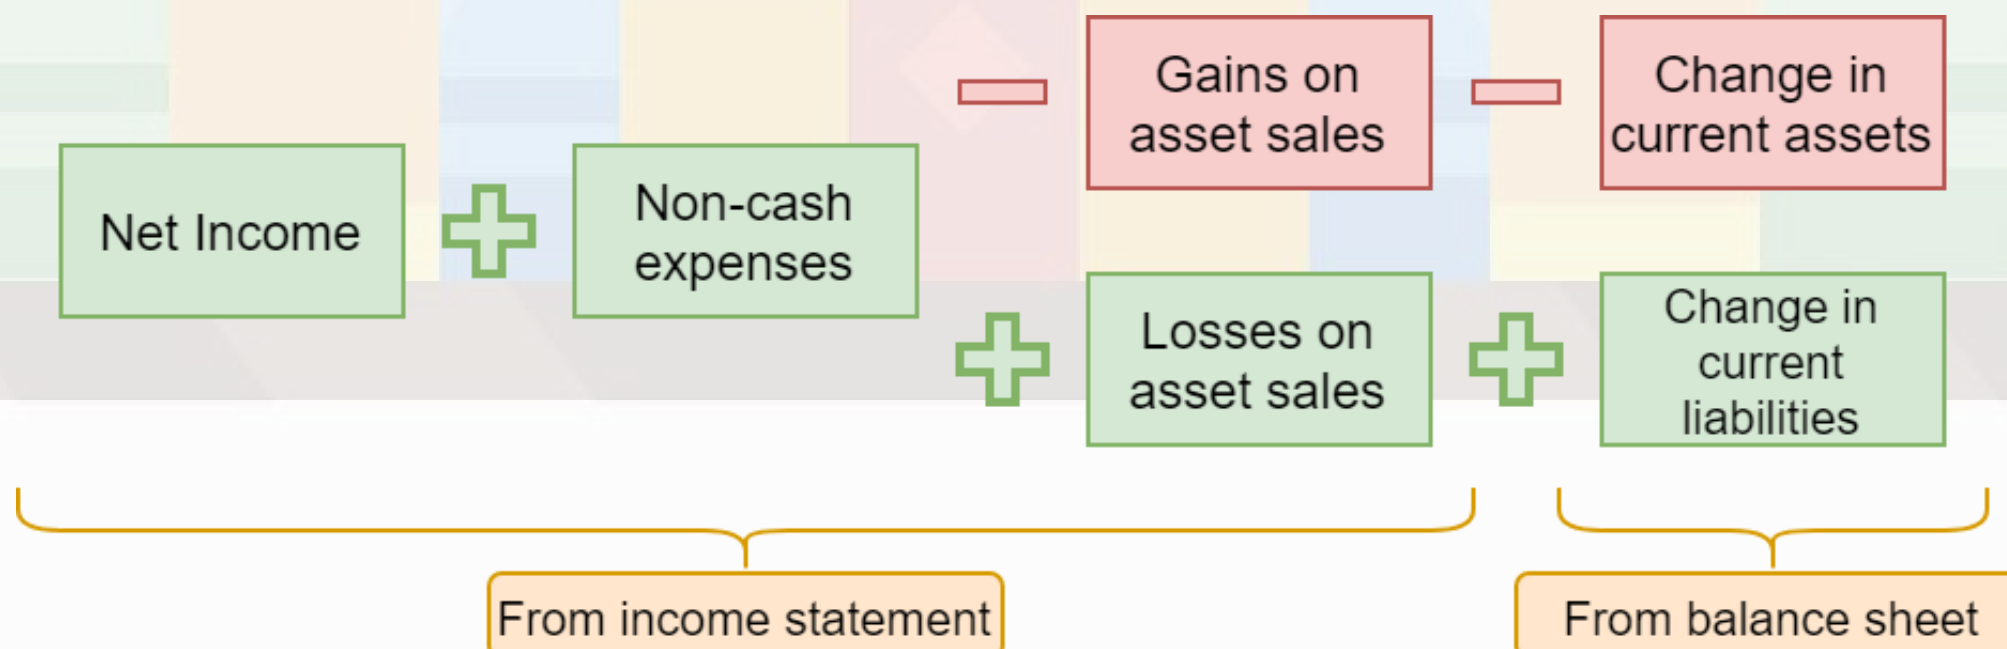 Net Income
Non-cash
expenses
Gains on
asset sales
Losses on
asset sales
Change in
current assets
Change in
current
liabilities
From income statement
From balance sheet